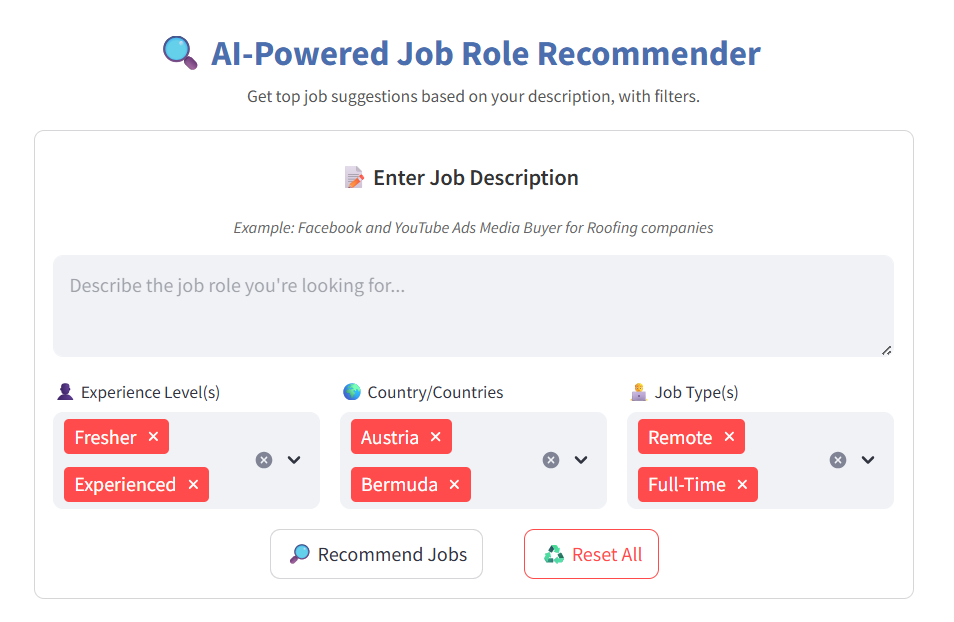 AI-Powered Job Role Recommender
Get top job suggestions based on your description, with filters.
Enter Job Description
Example: Facebook and YouTube Ads Media Buyer for Roofing companies
Describe the job role you're looking for...
Experience Level(s)
Fresher ×
Experienced ×
Country/Countries
Austria ×
Bermuda ×
Job Type(s)
Remote ×
Full-Time ×
Recommend Jobs
Reset All